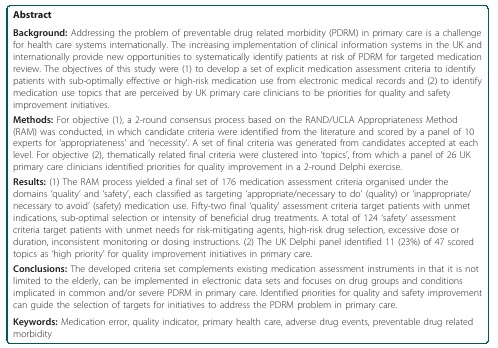 Abstract
Background: Addressing the problem of preventable drug related morbidity (PDRM) in primary care is a challenge
for health care systems internationally. The increasing implementation of clinical information systems in the UK and
internationally provide new opportunities to systematically identify patients at risk of PDRM for targeted medication
review. The objectives of this study were (1) to develop a set of explicit medication assessment criteria to identify
patients with sub-optimally effective or high-risk medication use from electronic medical records and (2) to identify
medication use topics that are perceived by UK primary care clinicians to be priorities for quality and safety
improvement initiatives.
Methods: For objective (1), a 2-round consensus process based on the RAND/UCLA Appropriateness Method
(RAM) was conducted, in which candidate criteria were identified from the literature and scored by a panel of 10
experts for 'appropriateness' and 'necessity'. A set of final criteria was generated from candidates accepted at each
level. For objective (2), thematically related final criteria were clustered into 'topics', from which a panel of 26 UK
primary care clinicians identified priorities for quality improvement in a 2-round Delphi exercise.
Results: (1) The RAM process yielded a final set of 176 medication assessment criteria organised under the
domains 'quality' and 'safety', each classified as targeting 'appropriate/necessary to do' (quality) or 'inappropriate/
necessary to avoid' (safety) medication use. Fifty-two final 'quality' assessment criteria target patients with unmet
indications, sub-optimal selection or intensity of beneficial drug treatments. A total of 124 'safety' assessment
criteria target patients with unmet needs for risk-mitigating agents, high-risk drug selection, excessive dose or
duration, inconsistent monitoring or dosing instructions. (2) The UK Delphi panel identified 11 (23%) of 47 scored
topics as 'high priority' for quality improvement initiatives in primary care.
Conclusions: The developed criteria set complements existing medication assessment instruments in that it is not
limited to the elderly, can be implemented in electronic data sets and focuses on drug groups and conditions
implicated in common and/or severe PDRM in primary care. Identified priorities for quality and safety improvement
can guide the selection of targets for initiatives to address the PDRM problem in primary care.
Keywords: Medication error, quality indicator, primary health care, adverse drug events, preventable drug related
morbidity